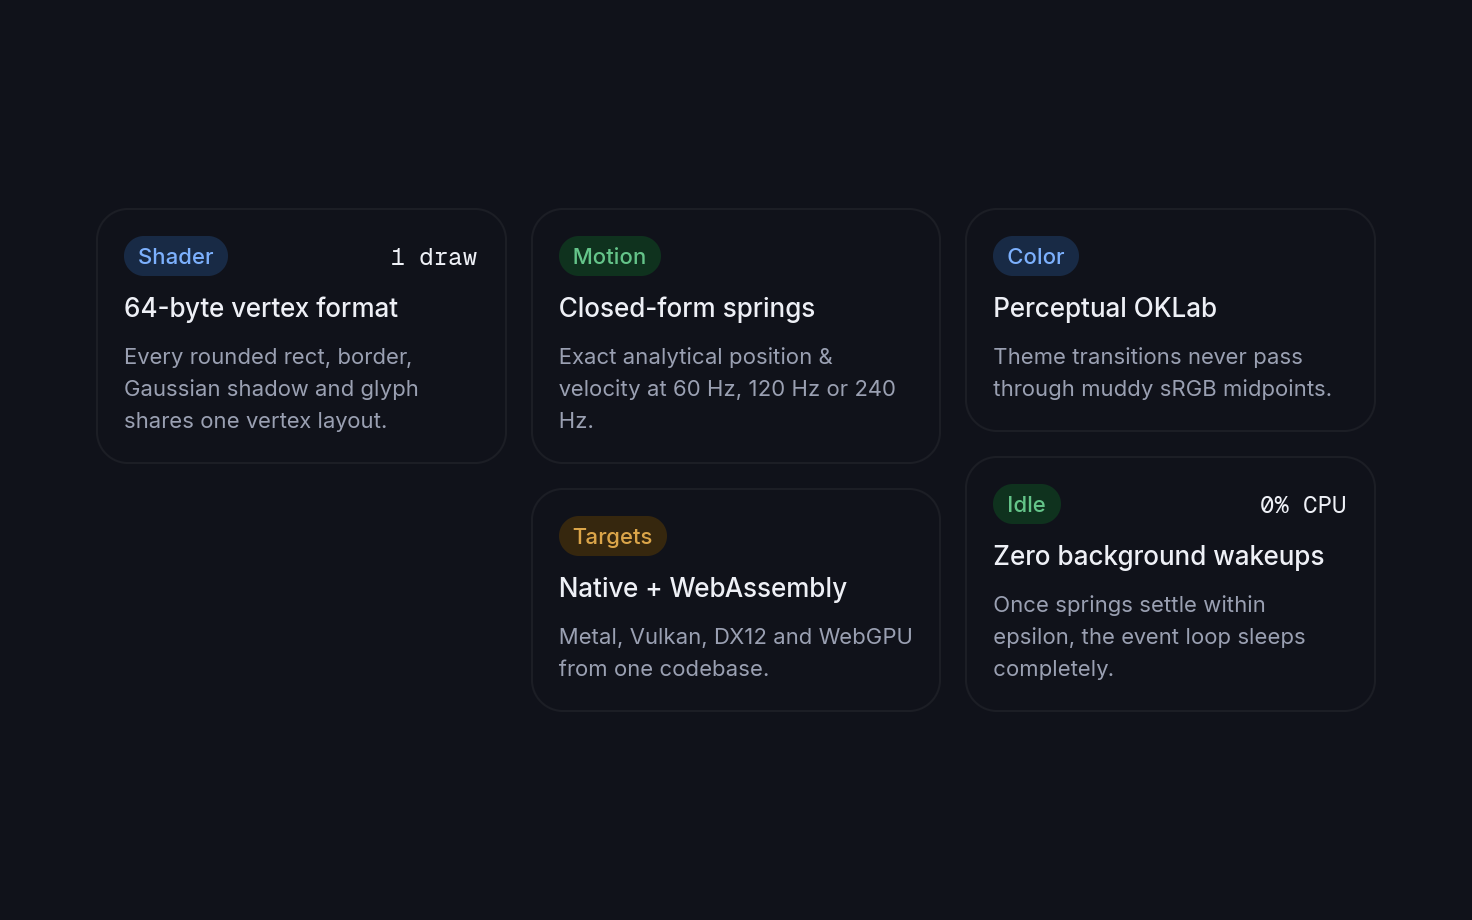 Shader
1 draw
64-byte vertex format
Every rounded rect, border,
Gaussian shadow and glyph
shares one vertex layout.
Motion
Closed-form springs
Exact analytical position &
velocity at 60 Hz, 120 Hz or 240
Hz.
Color
Perceptual OKLab
Theme transitions never pass
through muddy sRGB midpoints.
Targets
Native + WebAssembly
Metal, Vulkan, DX12 and WebGPU
from one codebase.
Idle
0% CPU
Zero background wakeups
Once springs settle within
epsilon, the event loop sleeps
completely.